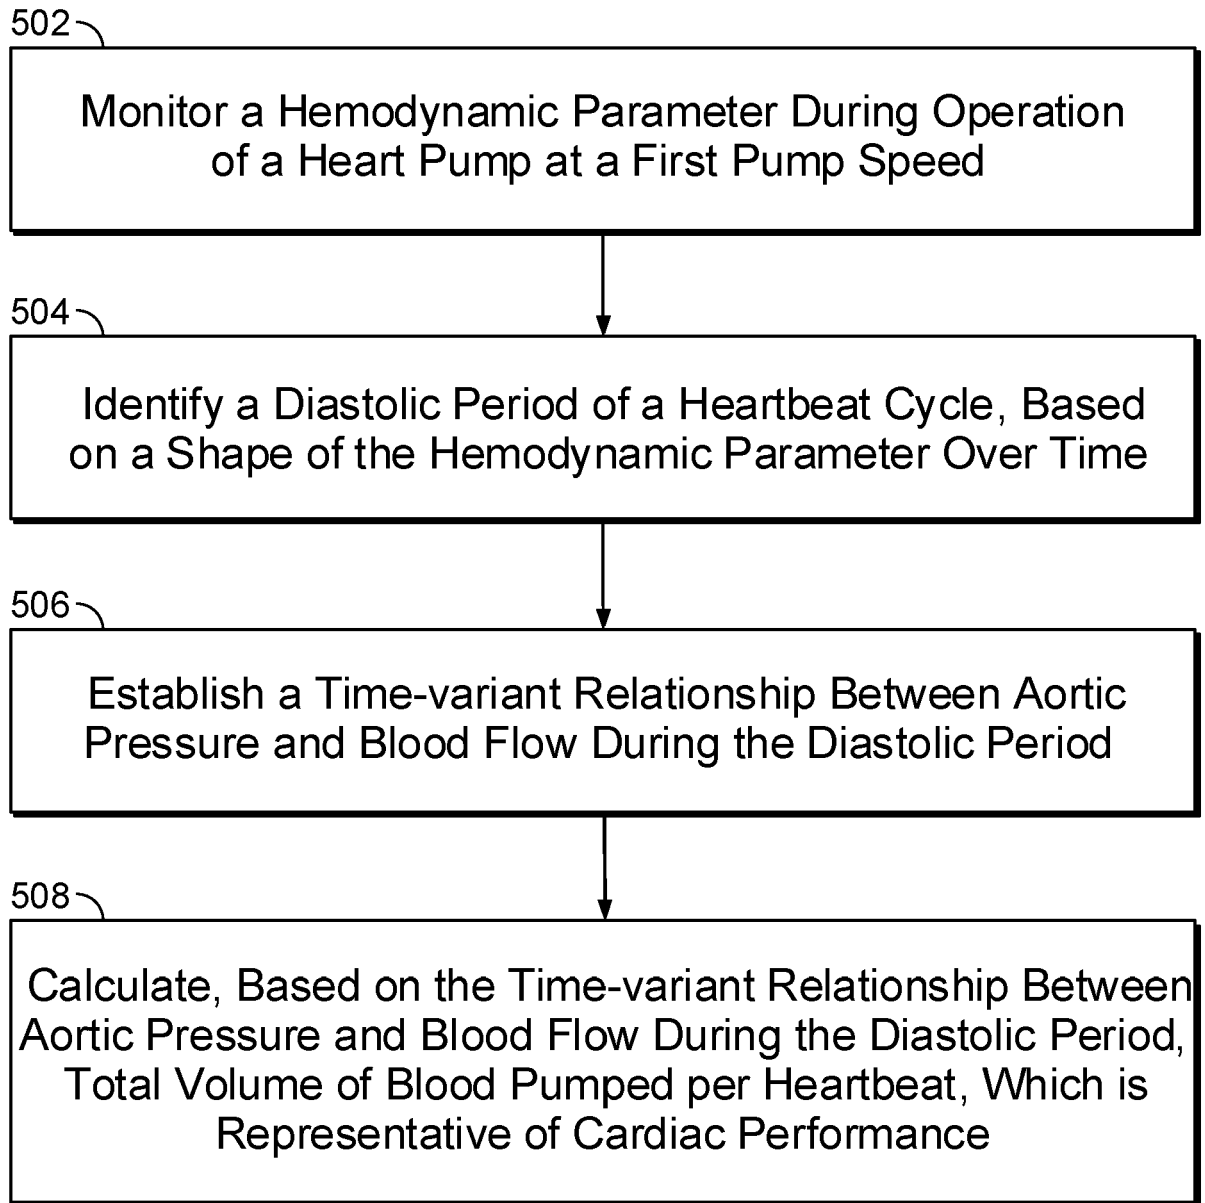 502
Monitor a Hemodynamic Parameter During Operation
of a Heart Pump at a First Pump Speed
504
Identify a Diastolic Period of a Heartbeat Cycle, Based
on a Shape of the Hemodynamic Parameter Over Time
506
Establish a Time-variant Relationship Between Aortic
Pressure and Blood Flow During the Diastolic Period
508
Calculate, Based on the Time-variant Relationship Between
Aortic Pressure and Blood Flow During the Diastolic Period,
Total Volume of Blood Pumped per Heartbeat, Which is
Representative of Cardiac Performance